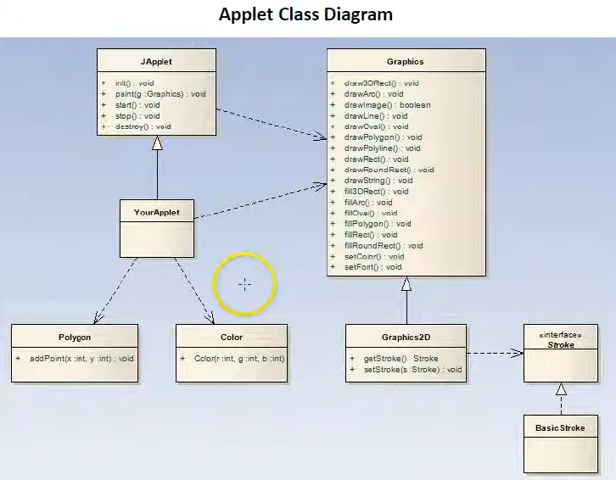 Applet Class Diagram
JApplet
+ init() : void
+ paint(g :Graphics) : void
+ start() : void
+ stop() : void
+ destroy() : void
Graphics
+ draw3DRect() : void
+ drawArc() : void
+ drawImage() : boolean
+ drawLine() : void
+ drawOval() : void
+ drawPolygon() : void
+ drawPolyline() : void
+ drawRect() : void
+ drawRoundRect() : void
+ drawString() : void
+ fill3DRect() : void
+ fillArc() : void
+ fillOval() : void
+ fillPolygon() : void
+ fillRect() : void
+ fillRoundRect() : void
+ setColor() : void
+ setFont() : void
YourApplet
Polygon
+ addPoint(x :int, y :int) : void
Color
+ Color(r :int, g :int, b :int)
Graphics2D
+ getStroke() : Stroke
+ setStroke(s :Stroke) : void
«interface»
Stroke
BasicStroke